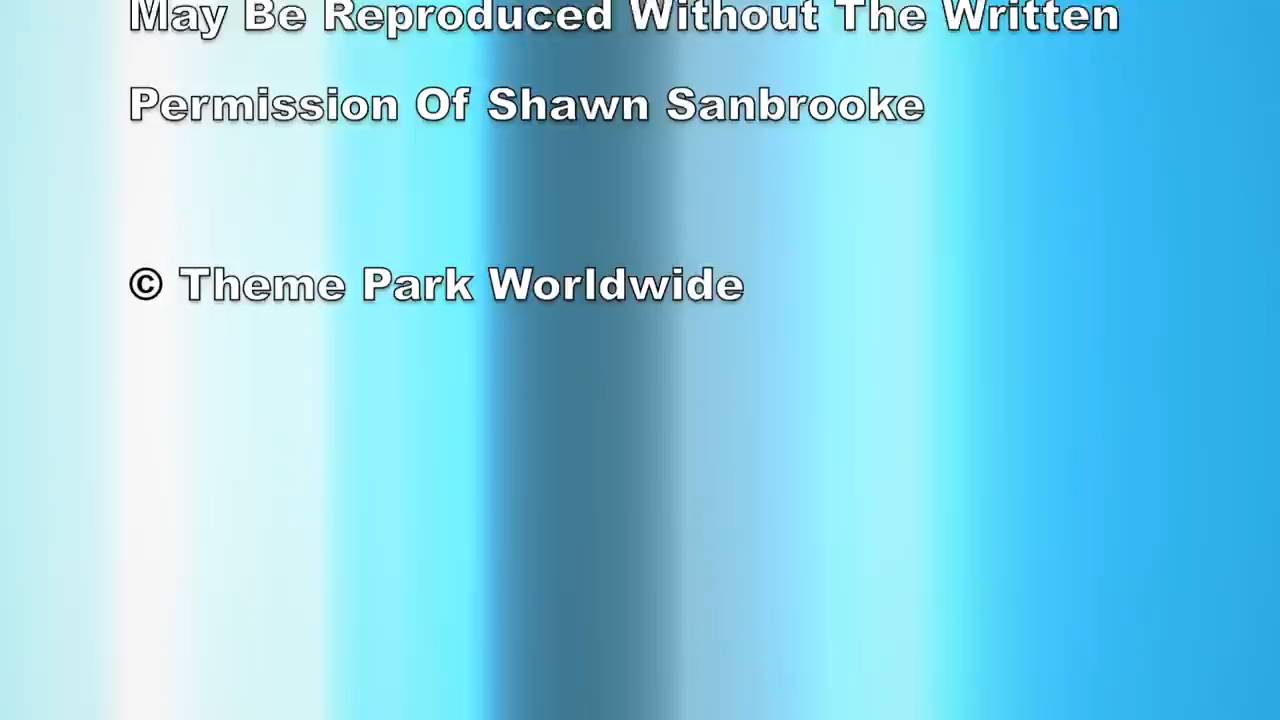 May Be Reproduced Without The Written
Permission Of Shawn Sanbrooke
© Theme Park Worldwide